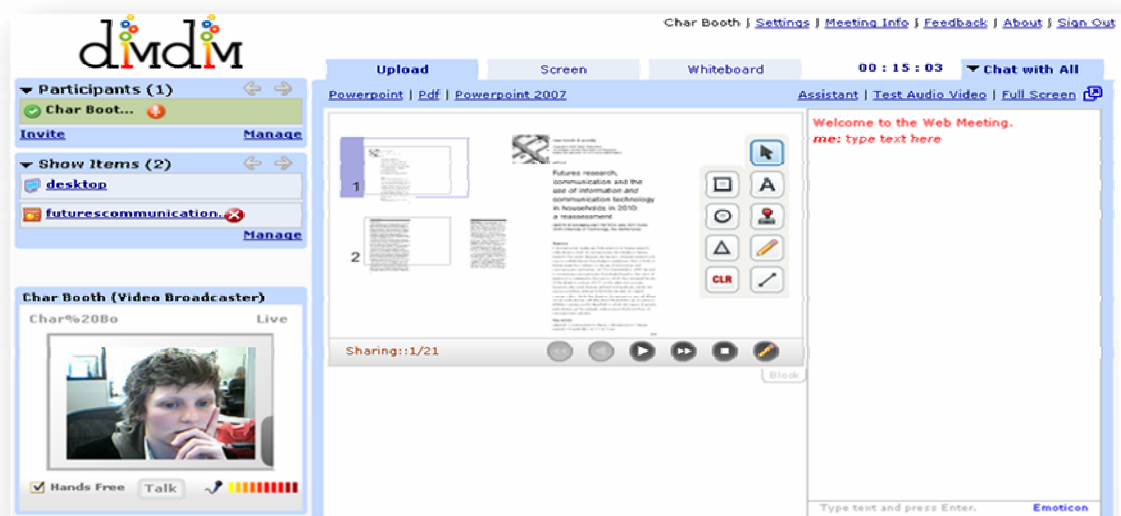 Char Booth | Settings | Meeting Info | Feedback | About | Sign Out
dimdim
Participants (1)
Char Boot...
Invite Manage
Show Items (2)
desktop
futurescommunication..
Manage
Char Booth (Video Broadcaster)
Char%20Bo Live
Hands Free Talk
Upload Screen Whiteboard 00 : 15 : 03 Chat with All
Powerpoint | Pdf | Powerpoint 2007 Assistant | Test Audio Video | Full Screen
1
2
Futures research,
communication and the
use of information and
communication technology
in households in 2010:
a reassessment
A
CLR
Sharing::1/21
Block
Welcome to the Web Meeting.
me: type text here
Type text and press Enter. Emoticon